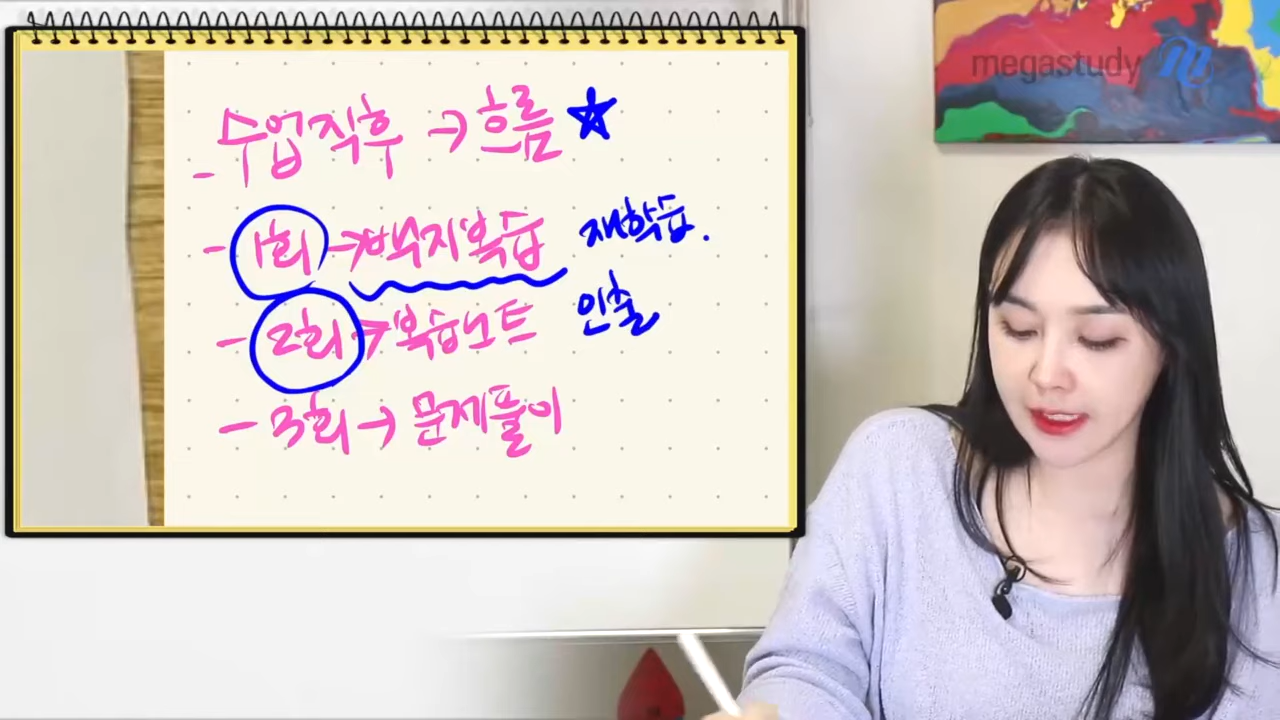 - 수업직후 → 흐름 ☆
- 1회 → 백지복습 재학습.
- 2회 → 복습노트 인출
- 3회 → 문제풀이
megastudy